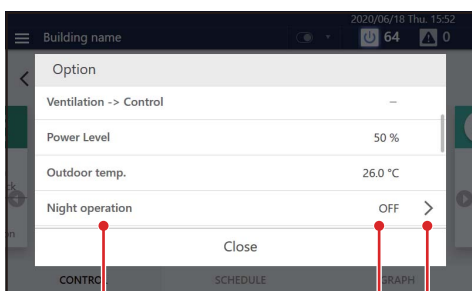 2020/06/18 Thu. 15:52
Building name 64 0
Option
Ventilation -> Control –
Power Level 50 %
Outdoor temp. 26.0 °C
Night operation OFF
Close
CONTROL SCHEDULE GRAPH